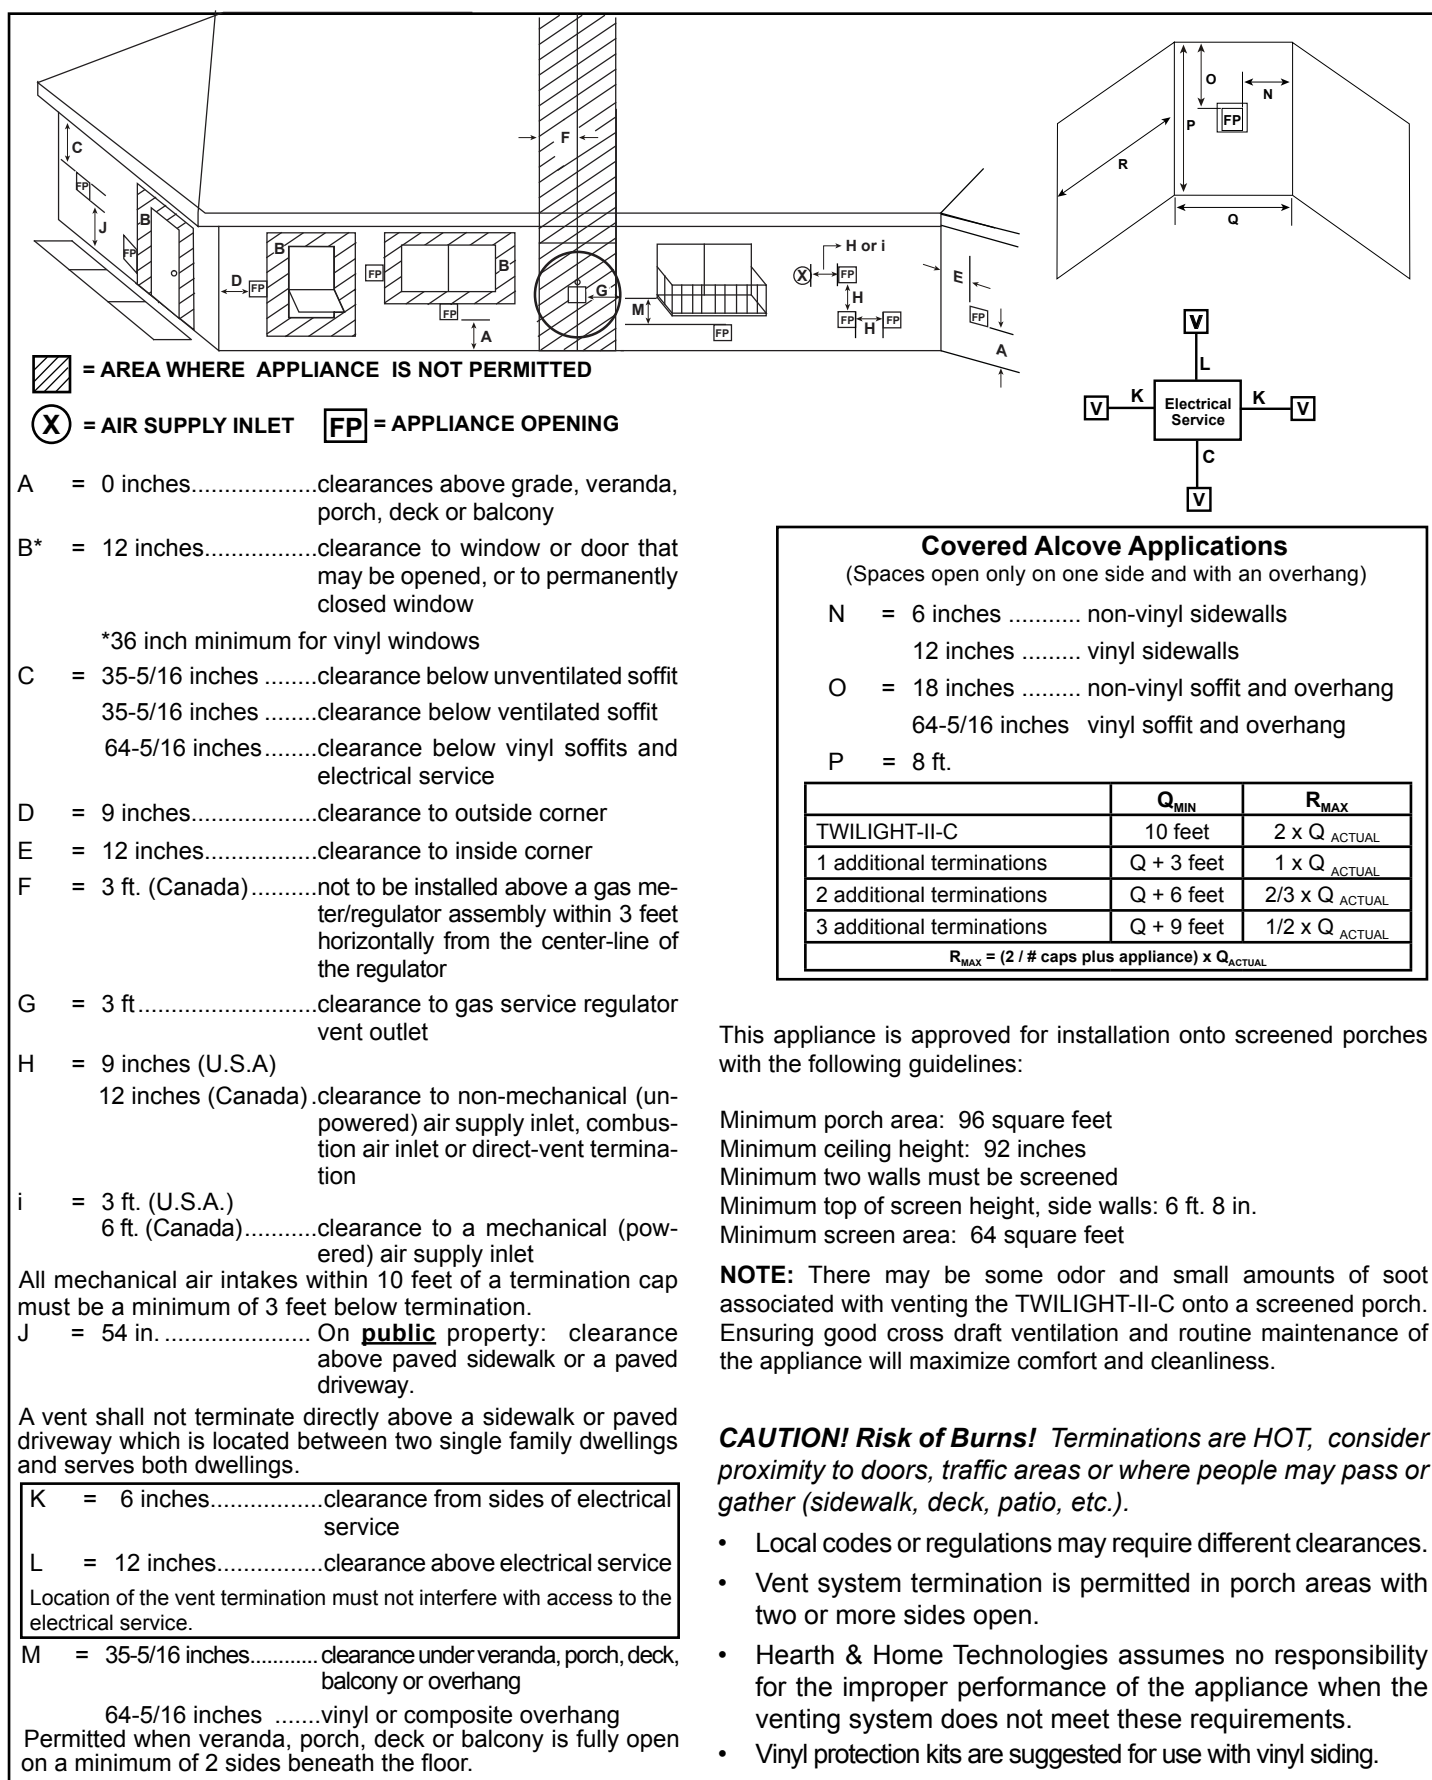 C
FP
J
B
FP
D
FP
B
FP
B
FP
A
F
G
M
FP
H or i
X
FP
H
FP
H
FP
E
FP
A
O
N
FP
P
R
Q
V
L
V
K
Electrical
Service
K
V
C
V
= AREA WHERE APPLIANCE IS NOT PERMITTED
X = AIR SUPPLY INLET FP = APPLIANCE OPENING
A = 0 inches...................clearances above grade, veranda,
porch, deck or balcony
B* = 12 inches.................clearance to window or door that
may be opened, or to permanently
closed window
*36 inch minimum for vinyl windows
C = 35-5/16 inches ........clearance below unventilated soffit
35-5/16 inches ........clearance below ventilated soffit
64-5/16 inches........clearance below vinyl soffits and
electrical service
D = 9 inches...................clearance to outside corner
E = 12 inches.................clearance to inside corner
F = 3 ft. (Canada)..........not to be installed above a gas me-
ter/regulator assembly within 3 feet
horizontally from the center-line of
the regulator
G = 3 ft...........................clearance to gas service regulator
vent outlet
H = 9 inches (U.S.A)
12 inches (Canada).clearance to non-mechanical (un-
powered) air supply inlet, combus-
tion air inlet or direct-vent termina-
tion
i = 3 ft. (U.S.A.)
6 ft. (Canada)...........clearance to a mechanical (pow-
ered) air supply inlet
All mechanical air intakes within 10 feet of a termination cap
must be a minimum of 3 feet below termination.
J = 54 in. ...................... On public property: clearance
above paved sidewalk or a paved
driveway.
A vent shall not terminate directly above a sidewalk or paved
driveway which is located between two single family dwellings
and serves both dwellings.
K = 6 inches.................clearance from sides of electrical
service
L = 12 inches................clearance above electrical service
Location of the vent termination must not interfere with access to the
electrical service.
M = 35-5/16 inches............ clearance under veranda, porch, deck,
balcony or overhang
64-5/16 inches .......vinyl or composite overhang
Permitted when veranda, porch, deck or balcony is fully open
on a minimum of 2 sides beneath the floor.
Covered Alcove Applications
(Spaces open only on one side and with an overhang)
N = 6 inches ........... non-vinyl sidewalls
12 inches ......... vinyl sidewalls
O = 18 inches ......... non-vinyl soffit and overhang
64-5/16 inches vinyl soffit and overhang
P = 8 ft.
QMIN RMAX
TWILIGHT-II-C 10 feet 2 x Q ACTUAL
1 additional terminations Q + 3 feet 1 x Q ACTUAL
2 additional terminations Q + 6 feet 2/3 x Q ACTUAL
3 additional terminations Q + 9 feet 1/2 x Q ACTUAL
RMAX = (2 / # caps plus appliance) x QACTUAL
This appliance is approved for installation onto screened porches
with the following guidelines:
Minimum porch area: 96 square feet
Minimum ceiling height: 92 inches
Minimum two walls must be screened
Minimum top of screen height, side walls: 6 ft. 8 in.
Minimum screen area: 64 square feet
NOTE: There may be some odor and small amounts of soot
associated with venting the TWILIGHT-II-C onto a screened porch.
Ensuring good cross draft ventilation and routine maintenance of
the appliance will maximize comfort and cleanliness.
CAUTION! Risk of Burns! Terminations are HOT, consider
proximity to doors, traffic areas or where people may pass or
gather (sidewalk, deck, patio, etc.).
• Local codes or regulations may require different clearances.
• Vent system termination is permitted in porch areas with
two or more sides open.
• Hearth & Home Technologies assumes no responsibility
for the improper performance of the appliance when the
venting system does not meet these requirements.
• Vinyl protection kits are suggested for use with vinyl siding.